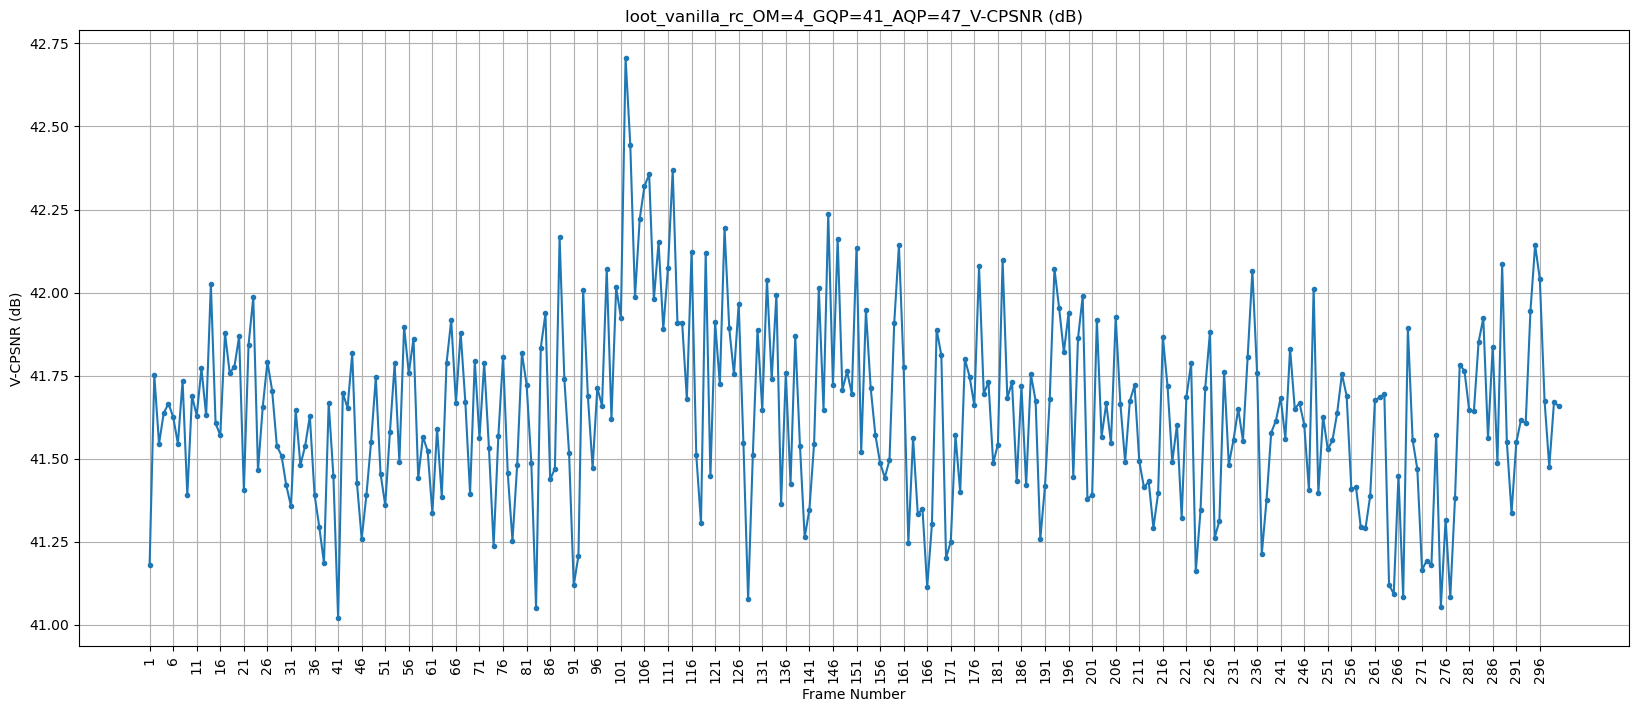 loot_vanilla_rc_OM=4_GQP=41_AQP=47_V-CPSNR (dB)
V-CPSNR (dB)
42.75
42.50
42.25
42.00
41.75
41.50
41.25
41.00
1 6 11 16 21 26 31 36 41 46 51 56 61 66 71 76 81 86 91 96 101 106 111 116 121 126 131 136 141 146 151 156 161 166 171 176 181 186 191 196 201 206 211 216 221 226 231 236 241 246 251 256 261 266 271 276 281 286 291 296
Frame Number